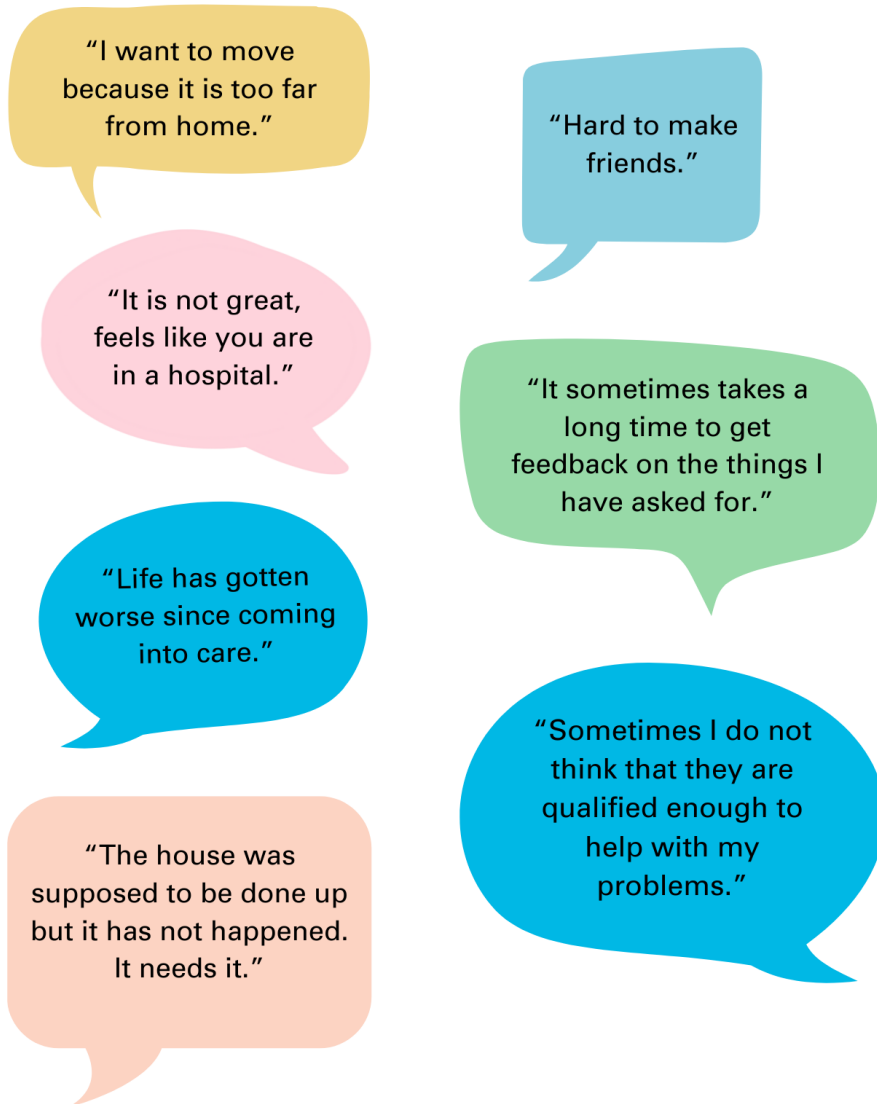 “I want to move
because it is too far
from home.”
“Hard to make
friends.”
“It is not great,
feels like you are
in a hospital.”
“It sometimes takes a
long time to get
feedback on the things I
have asked for.”
“Life has gotten
worse since coming
into care.”
“Sometimes I do not
think that they are
qualified enough to
help with my
problems.”
“The house was
supposed to be done up
but it has not happened.
It needs it.”